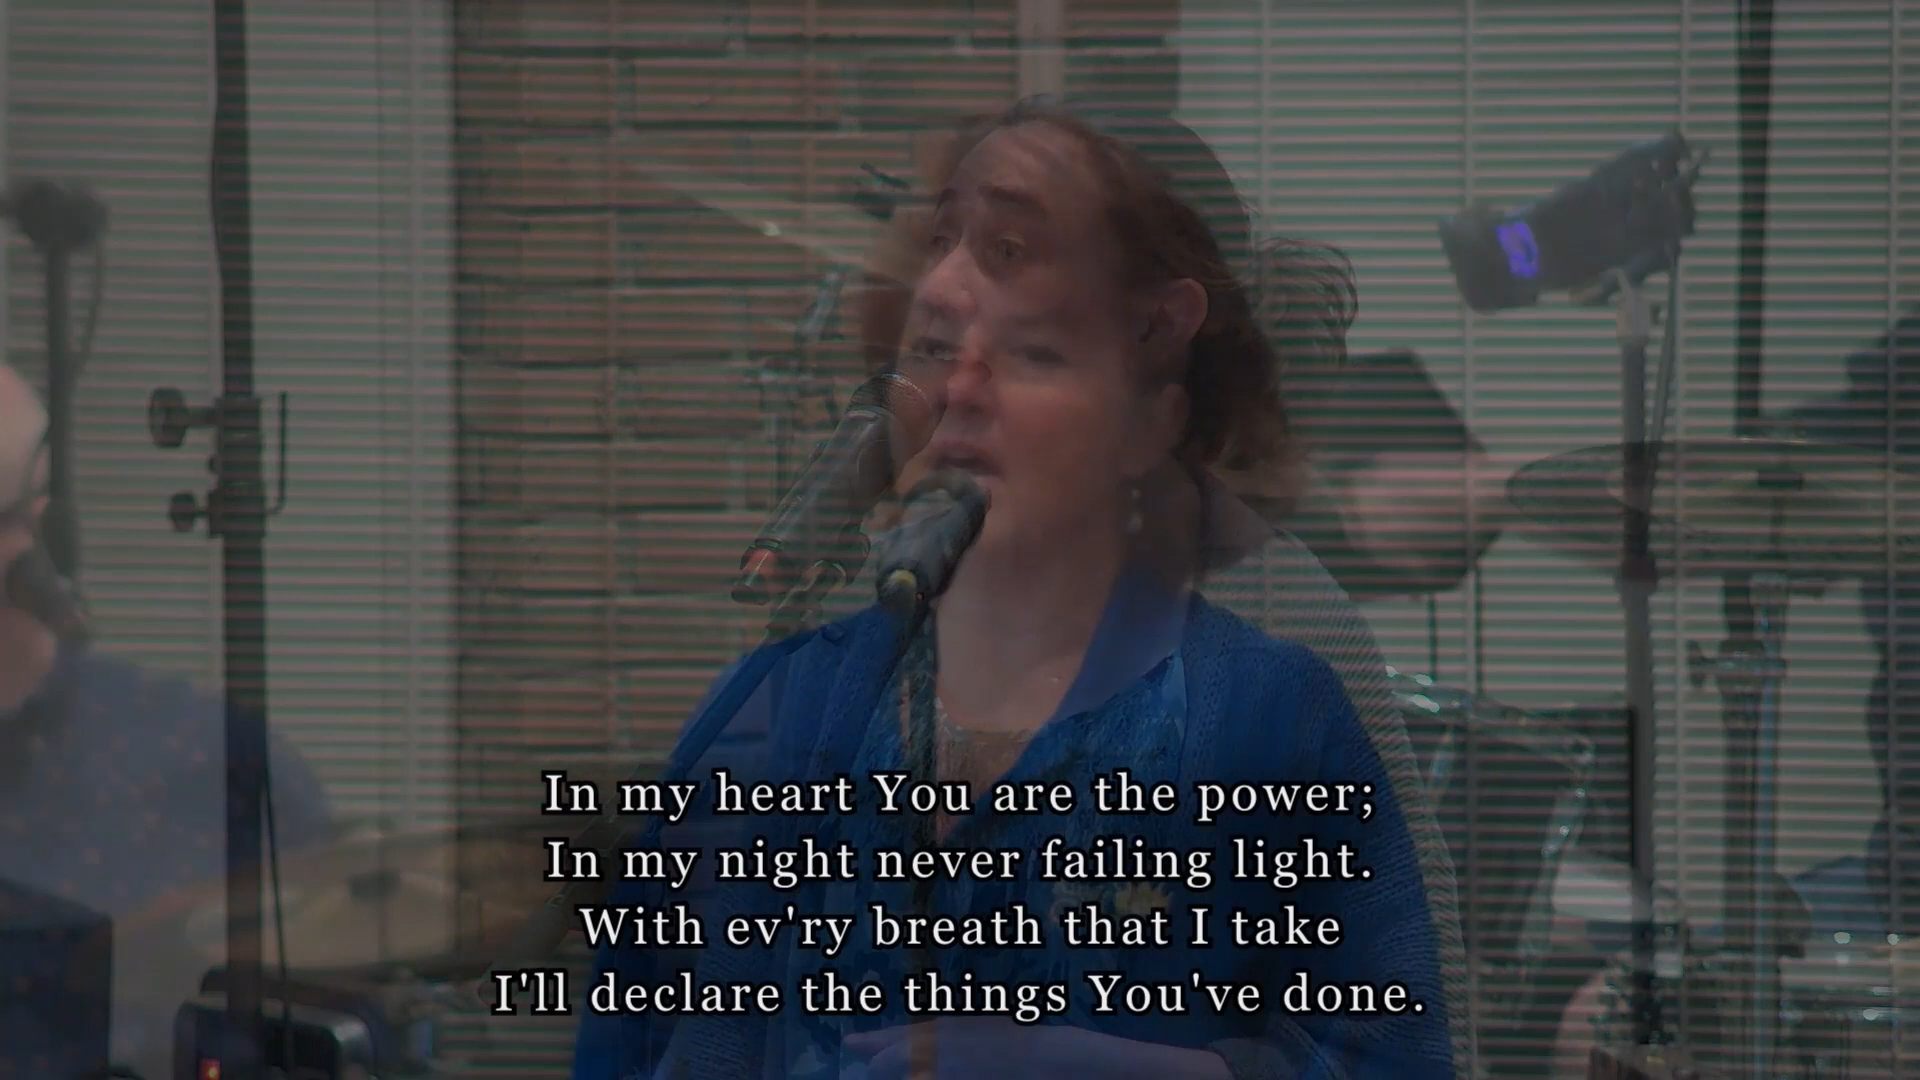 In my heart You are the power;
In my night never failing light.
With ev'ry breath that I take
I'll declare the things You've done.